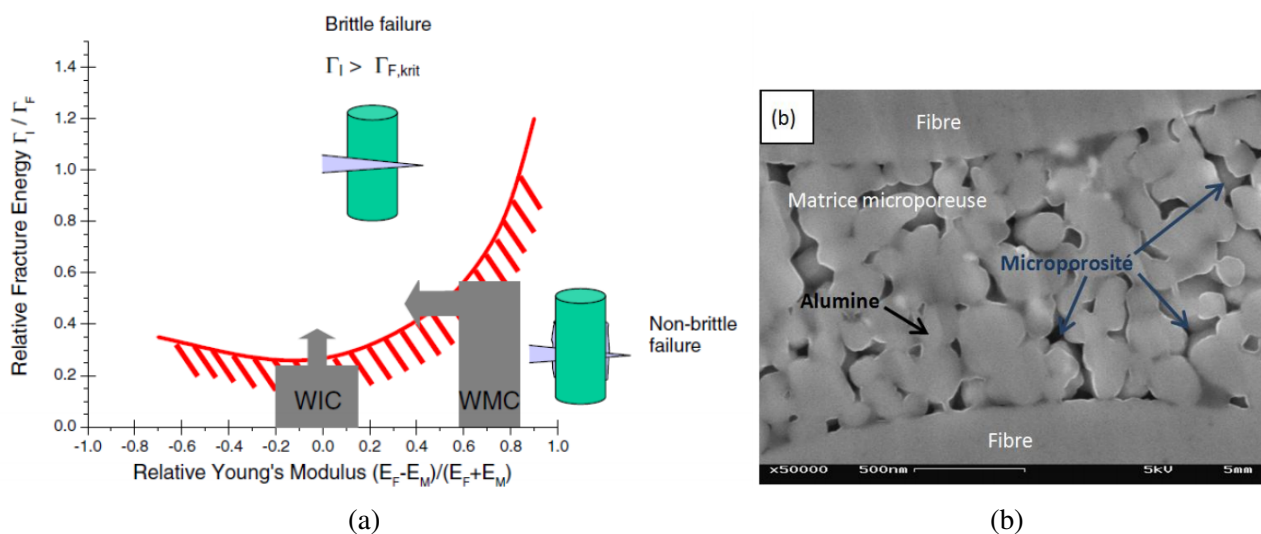 Brittle failure
Γ_I > Γ_F,krit
Relative Fracture Energy Γ_I / Γ_F
1.4
1.2
1.0
0.8
0.6
0.4
0.2
0.0
-1.0 -0.8 -0.6 -0.4 -0.2 0.0 0.2 0.4 0.6 0.8 1.0
WIC
WMC
Non-brittle
failure
Relative Young's Modulus (E_F-E_M)/(E_F+E_M)
(a)
(b)
Fibre
Matrice microporeuse
Microporosité
Alumine
Fibre
x50000 500nm 5kV 5mm
(b)